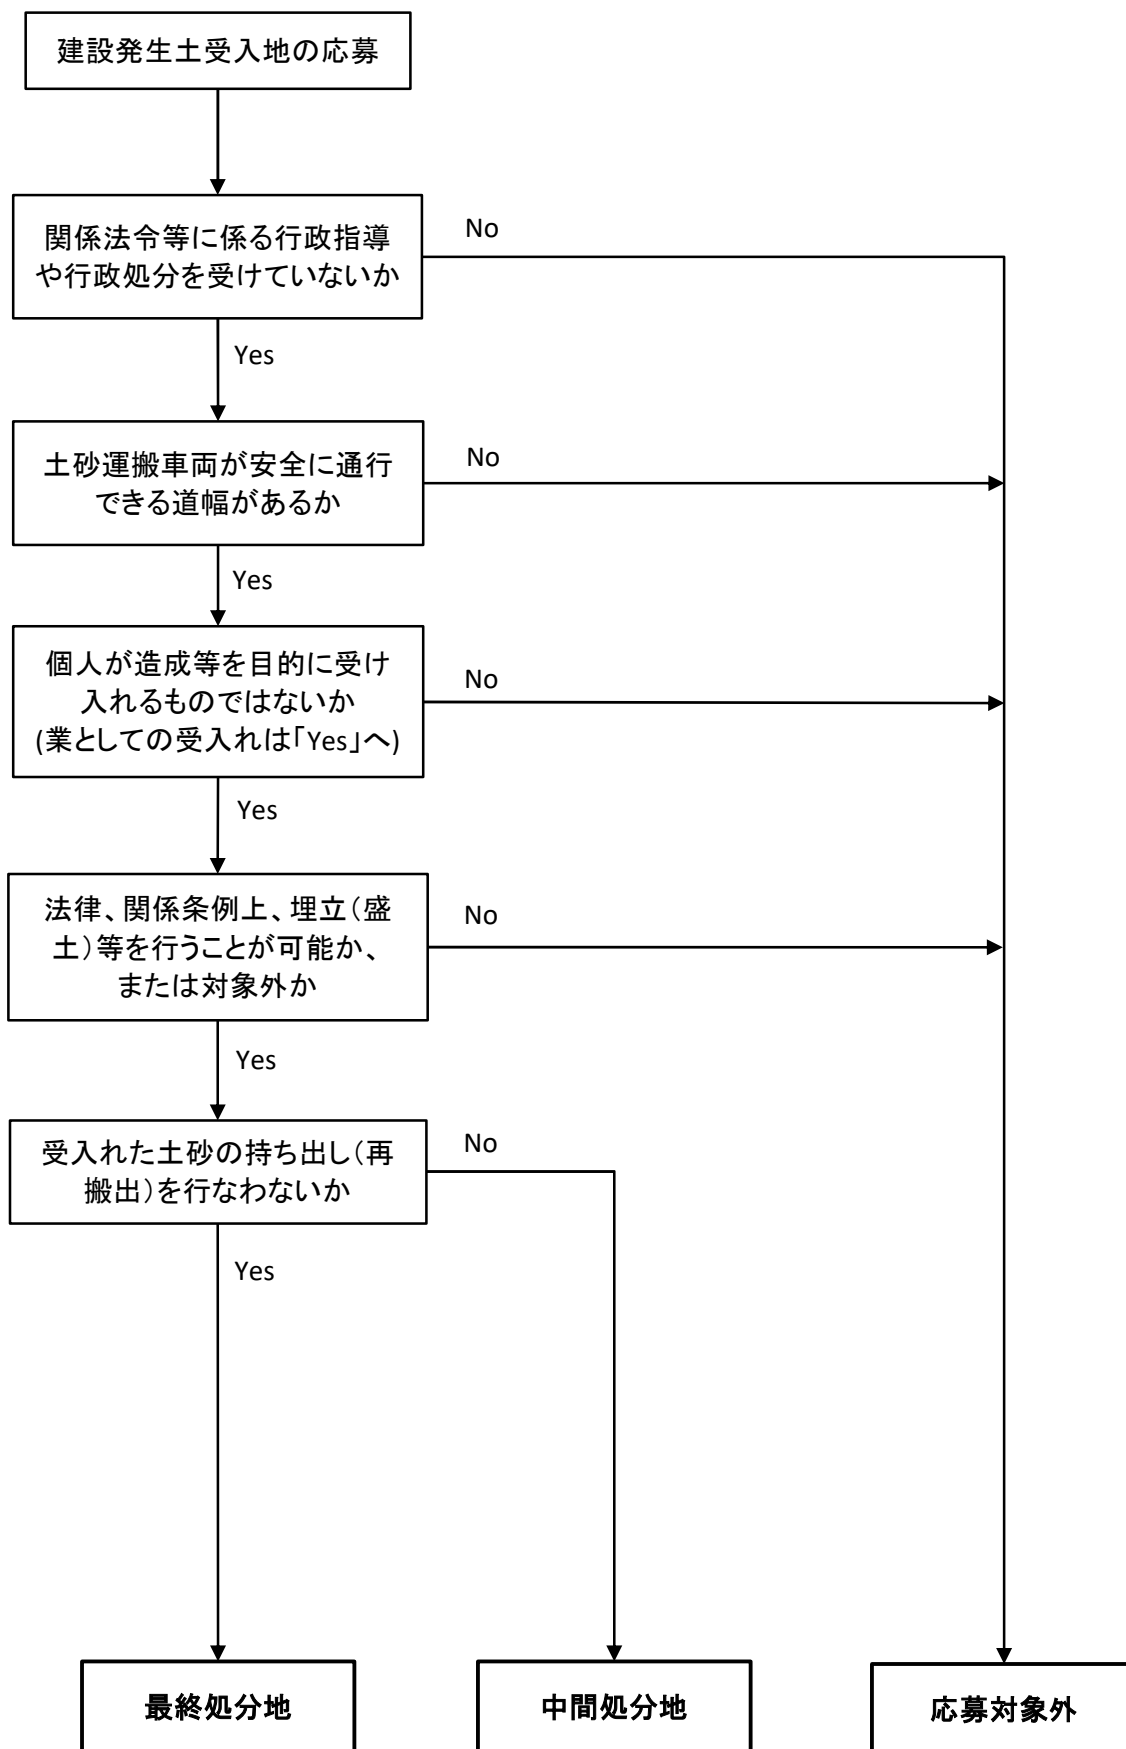 建設発生土受入地の応募
関係法令等に係る行政指導
や行政処分を受けていないか
No
Yes
土砂運搬車両が安全に通行
できる道幅があるか
No
Yes
個人が造成等を目的に受け
入れるものではないか
(業としての受入れは「Yes」へ)
No
Yes
法律、関係条例上、埋立(盛
土)等を行うことが可能か、
または対象外か
No
Yes
受入れた土砂の持ち出し(再
搬出)を行なわないか
No
Yes
最終処分地
中間処分地
応募対象外